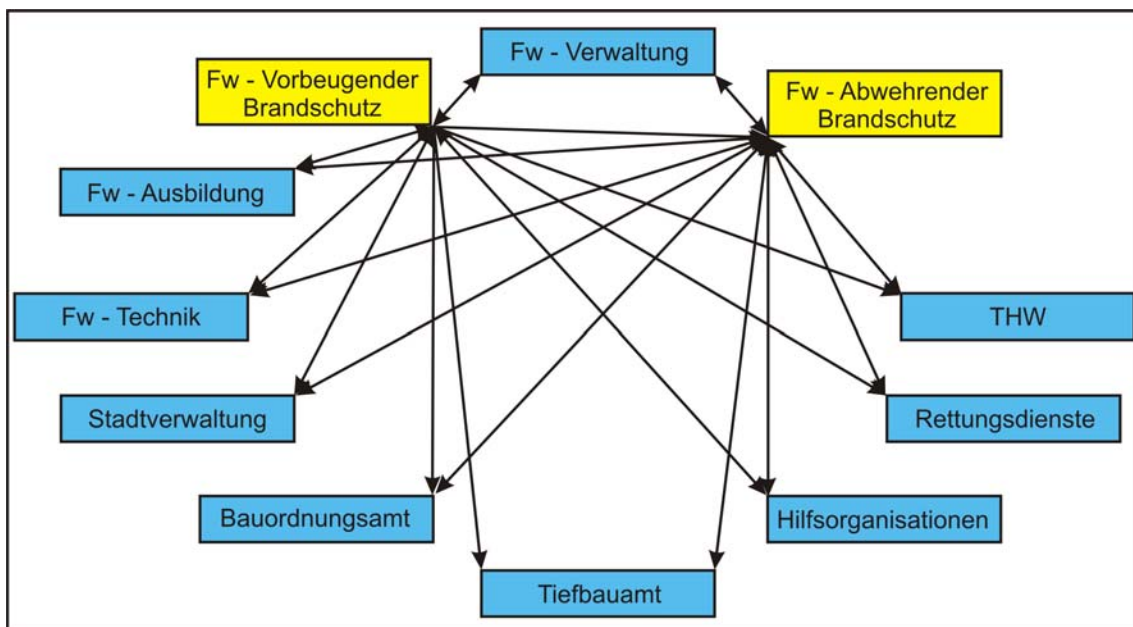 Fw - Verwaltung
Fw - Vorbeugender
Brandschutz
Fw - Abwehrender
Brandschutz
Fw - Ausbildung
Fw - Technik
THW
Stadtverwaltung
Rettungsdienste
Bauordnungsamt
Hilfsorganisationen
Tiefbauamt